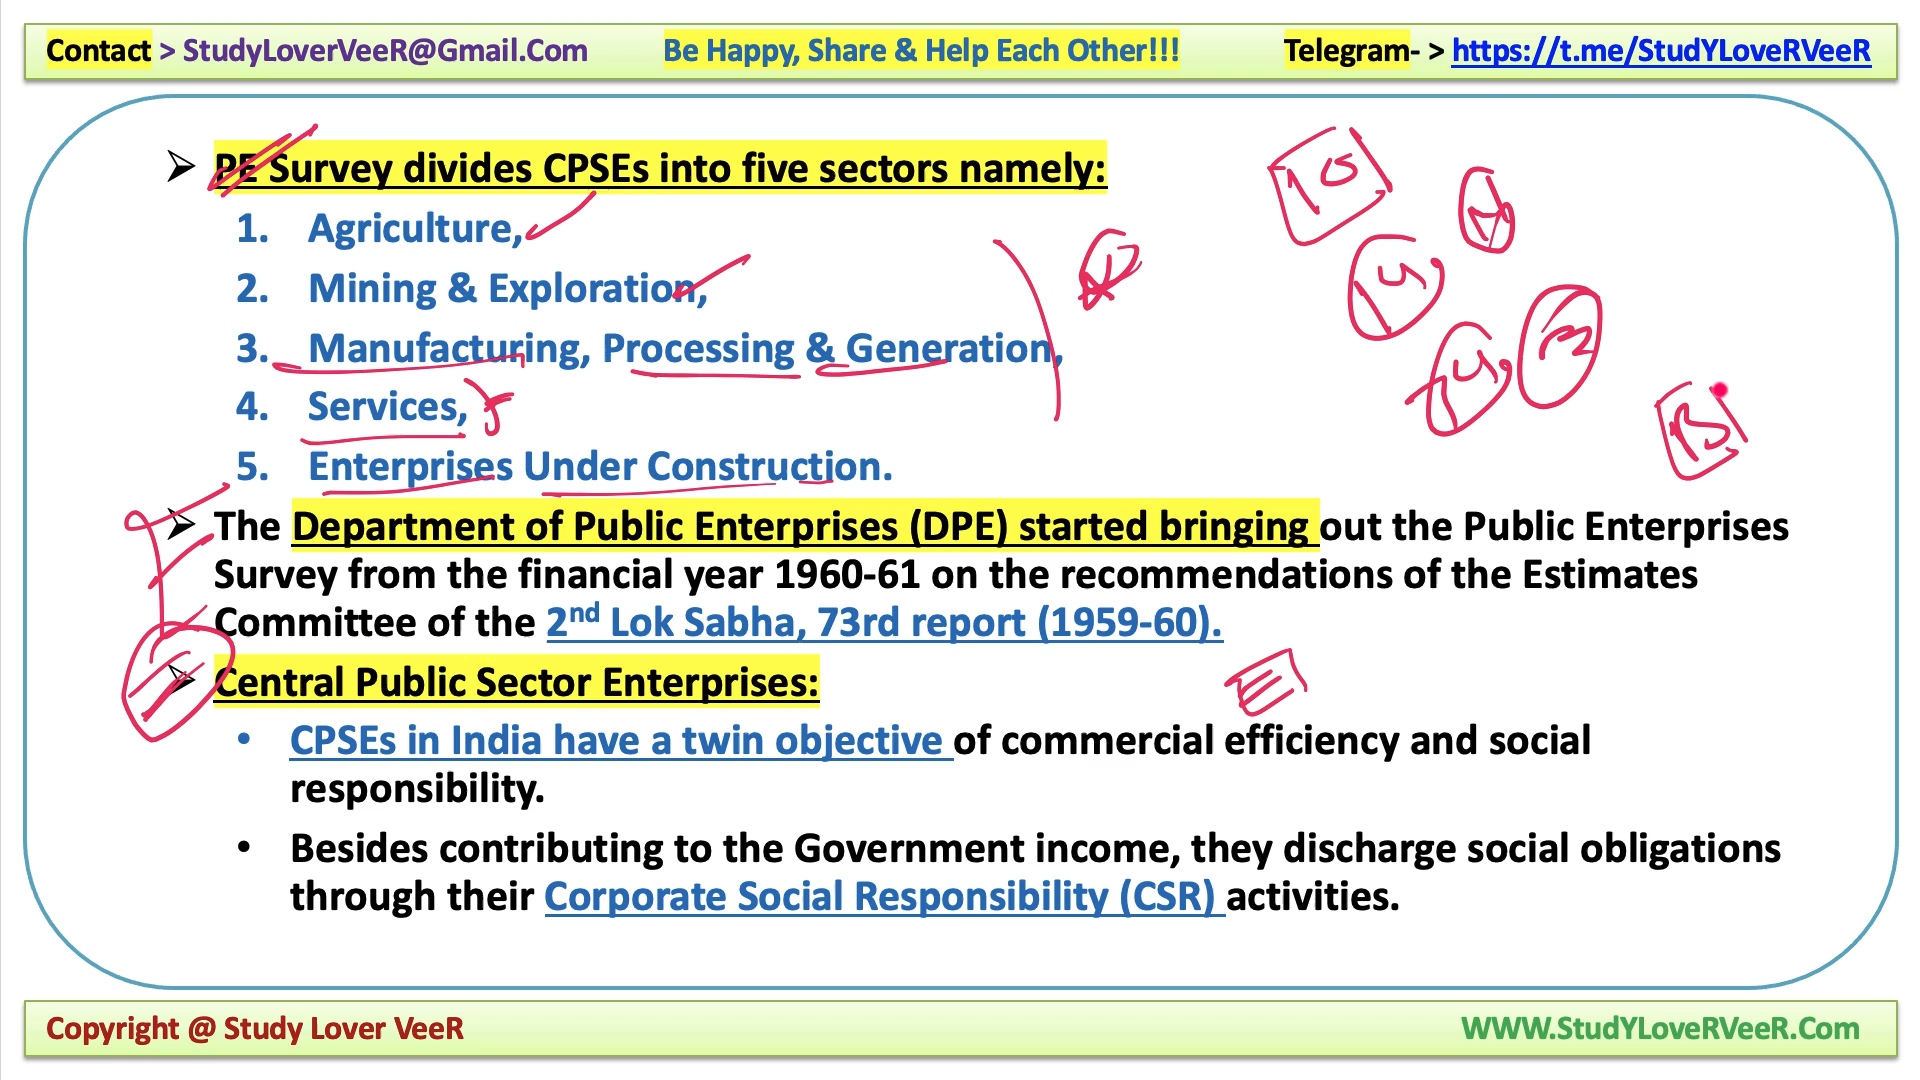 Contact > StudyLoverVeeR@Gmail.Com Be Happy, Share & Help Each Other!!! Telegram- > https://t.me/StudYLoveRVeeR
➢ PE Survey divides CPSEs into five sectors namely:
1. Agriculture,
2. Mining & Exploration,
3. Manufacturing, Processing & Generation,
4. Services,
5. Enterprises Under Construction.
➢ The Department of Public Enterprises (DPE) started bringing out the Public Enterprises
Survey from the financial year 1960-61 on the recommendations of the Estimates
Committee of the 2nd Lok Sabha, 73rd report (1959-60).
➢ Central Public Sector Enterprises:
• CPSEs in India have a twin objective of commercial efficiency and social
responsibility.
• Besides contributing to the Government income, they discharge social obligations
through their Corporate Social Responsibility (CSR) activities.
Copyright @ Study Lover VeeR WWW.StudYLoveRVeeR.Com